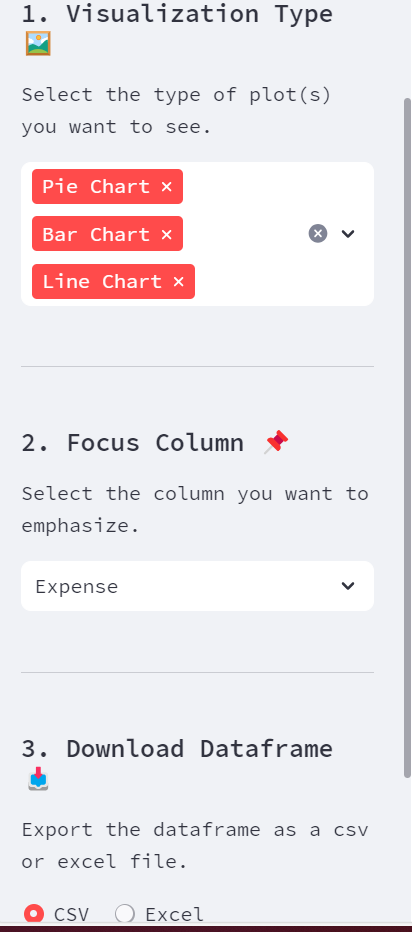 1. Visualization Type
Select the type of plot(s)
you want to see.
Pie Chart ×
Bar Chart ×
Line Chart ×
2. Focus Column
Select the column you want to
emphasize.
Expense
3. Download Dataframe
Export the dataframe as a csv
or excel file.
CSV Excel